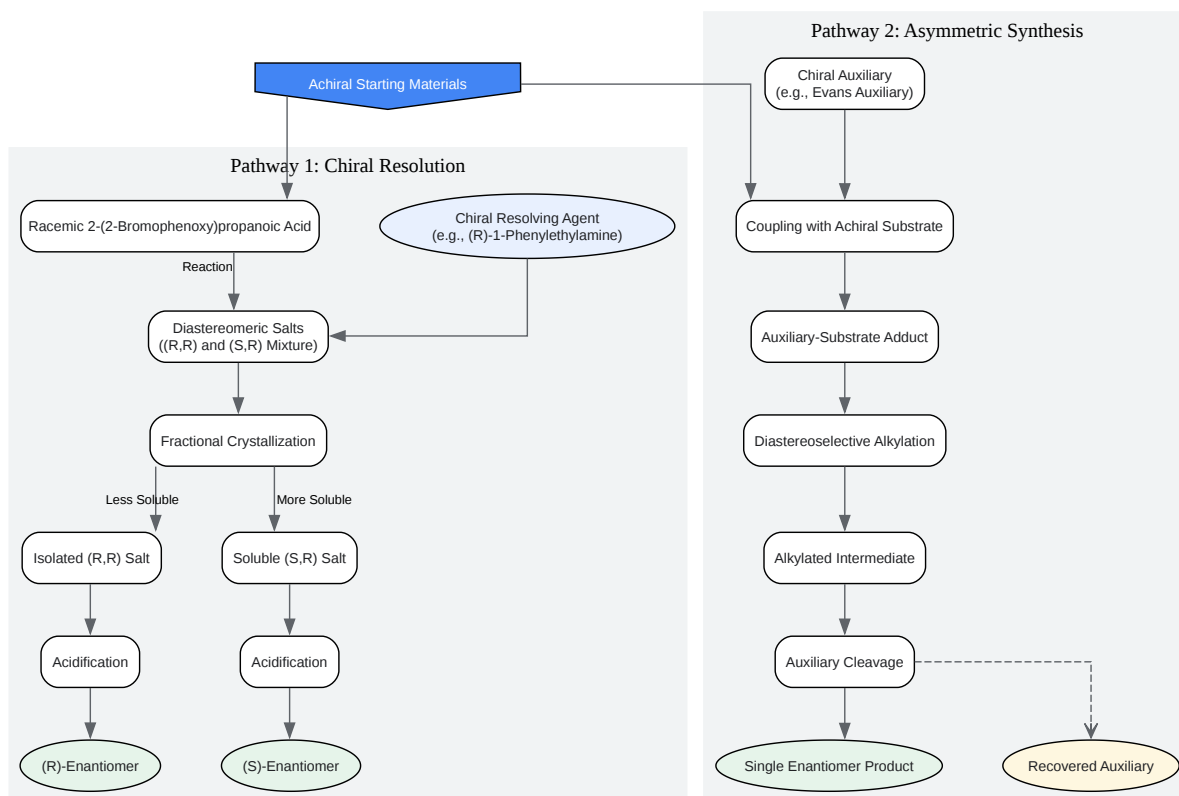 Pathway 2: Asymmetric Synthesis
Achiral Starting Materials
Chiral Auxiliary
(e.g., Evans Auxiliary)
Pathway 1: Chiral Resolution
Racemic 2-(2-Bromophenoxy)propanoic Acid
Chiral Resolving Agent
(e.g., (R)-1-Phenylethylamine)
Coupling with Achiral Substrate
Reaction
Diastereomeric Salts
((R,R) and (S,R) Mixture)
Auxiliary-Substrate Adduct
Fractional Crystallization
Diastereoselective Alkylation
Less Soluble
More Soluble
Isolated (R,R) Salt
Soluble (S,R) Salt
Alkylated Intermediate
Acidification
Acidification
Auxiliary Cleavage
(R)-Enantiomer
(S)-Enantiomer
Single Enantiomer Product
Recovered Auxiliary